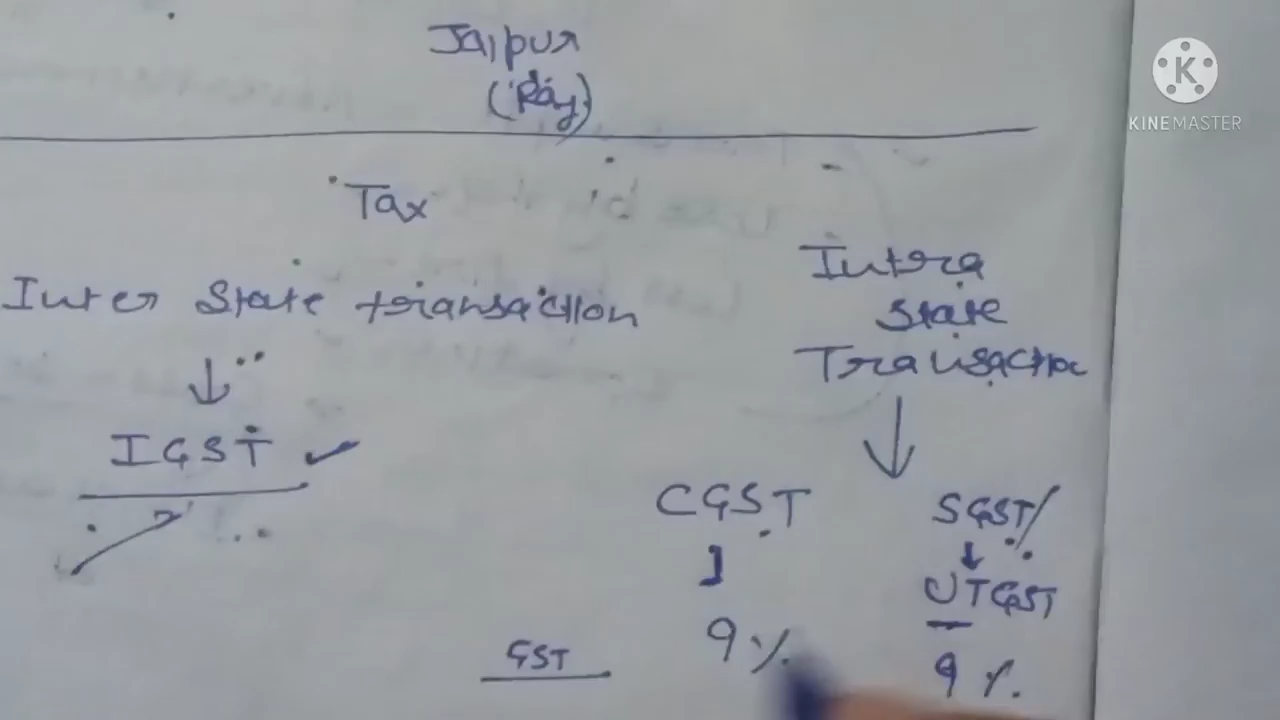 Jaipur
(Raj)
Tax
Inter State transaction
Intra
State
Transaction
IGST
CGST
SGST/
UTGST
9%
9%
GST
KINEMASTER